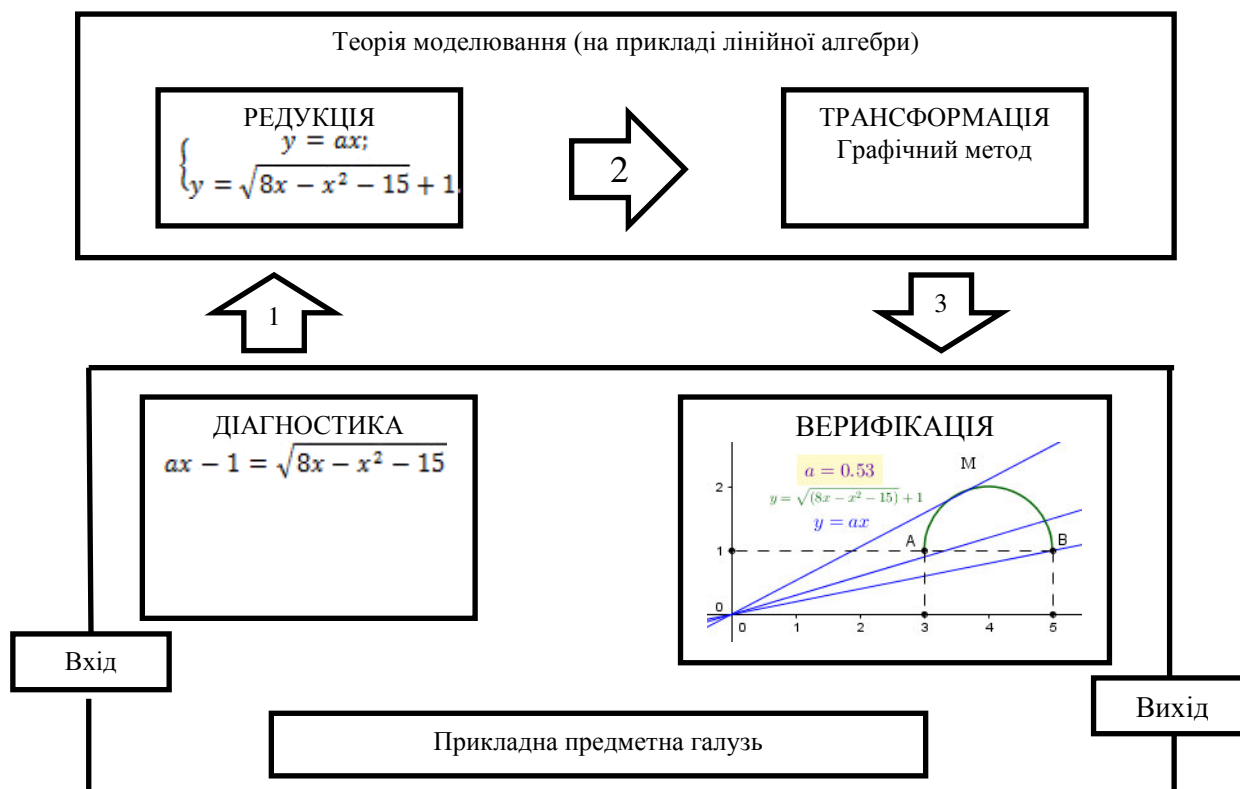 Теорія моделювання (на прикладі лінійної алгебри)
РЕДУКЦІЯ
{ y = ax;
y = √(8x − x² − 15) + 1.
2
ТРАНСФОРМАЦІЯ
Графічний метод
1
3
ДІАГНОСТИКА
ax − 1 = √(8x − x² − 15)
ВЕРИФІКАЦІЯ
M
a = 0.53
y = √(8x − x² − 15) + 1
y = ax
2
A
B
1
0
0 1 2 3 4 5
Вхід
Вихід
Прикладна предметна галузь